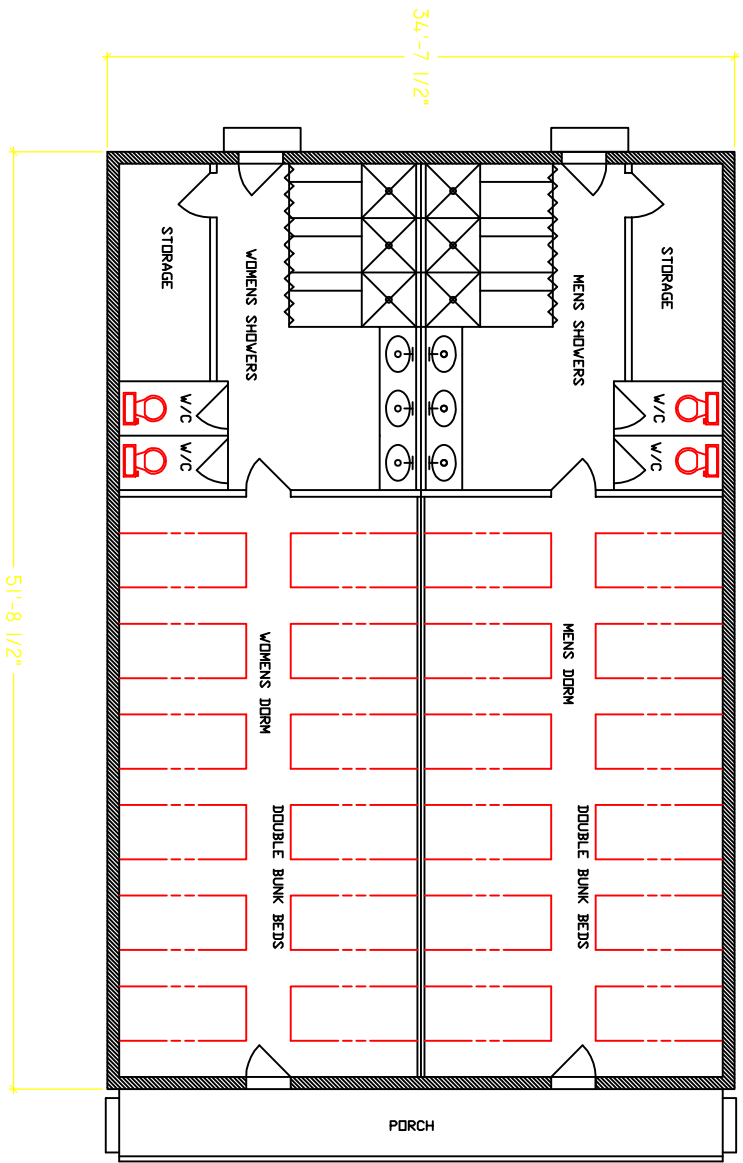 34'-7 1/2"
51'-8 1/2"
STORAGE
WOMENS SHOWERS
MENS SHOWERS
STORAGE
W/C
W/C
W/C
W/C
WOMENS DORM
MENS DORM
DOUBLE BUNK BEDS
DOUBLE BUNK BEDS
PORCH